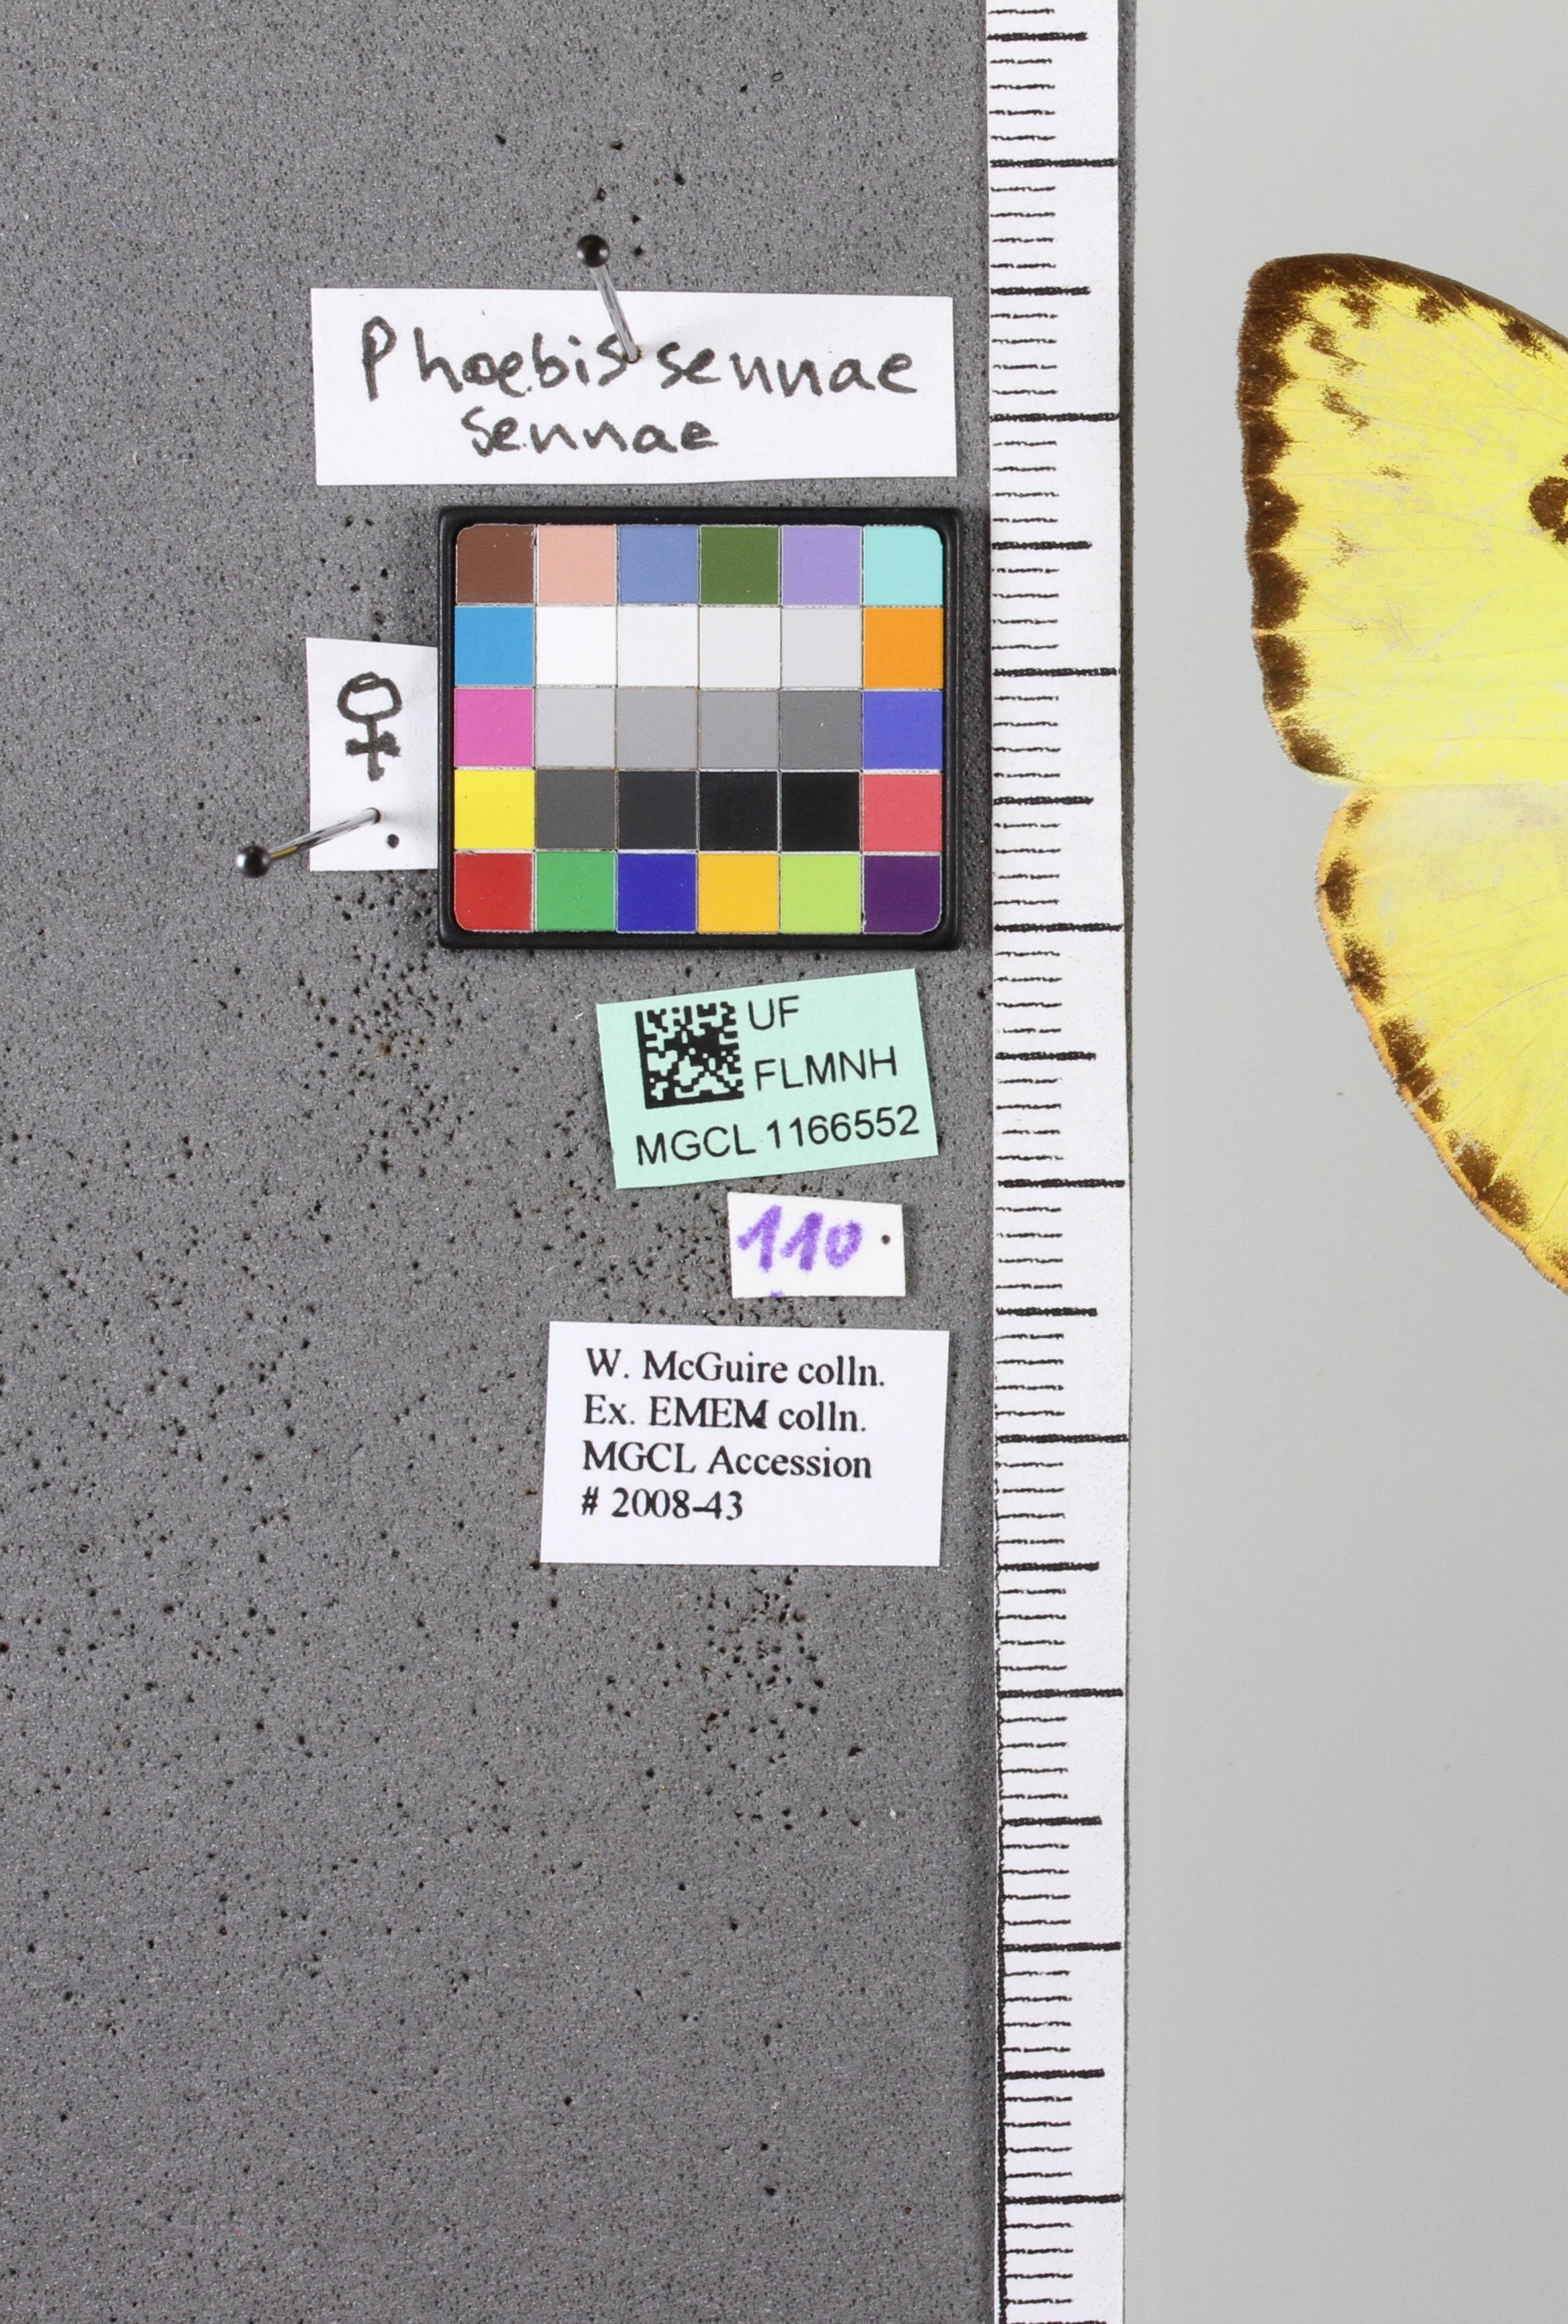 Phoebis sennae
sennae
♀
UF
FLMNH
MGCL 1166552
110
W. McGuire colln.
Ex. EMEM colln.
MGCL Accession
# 2008-43